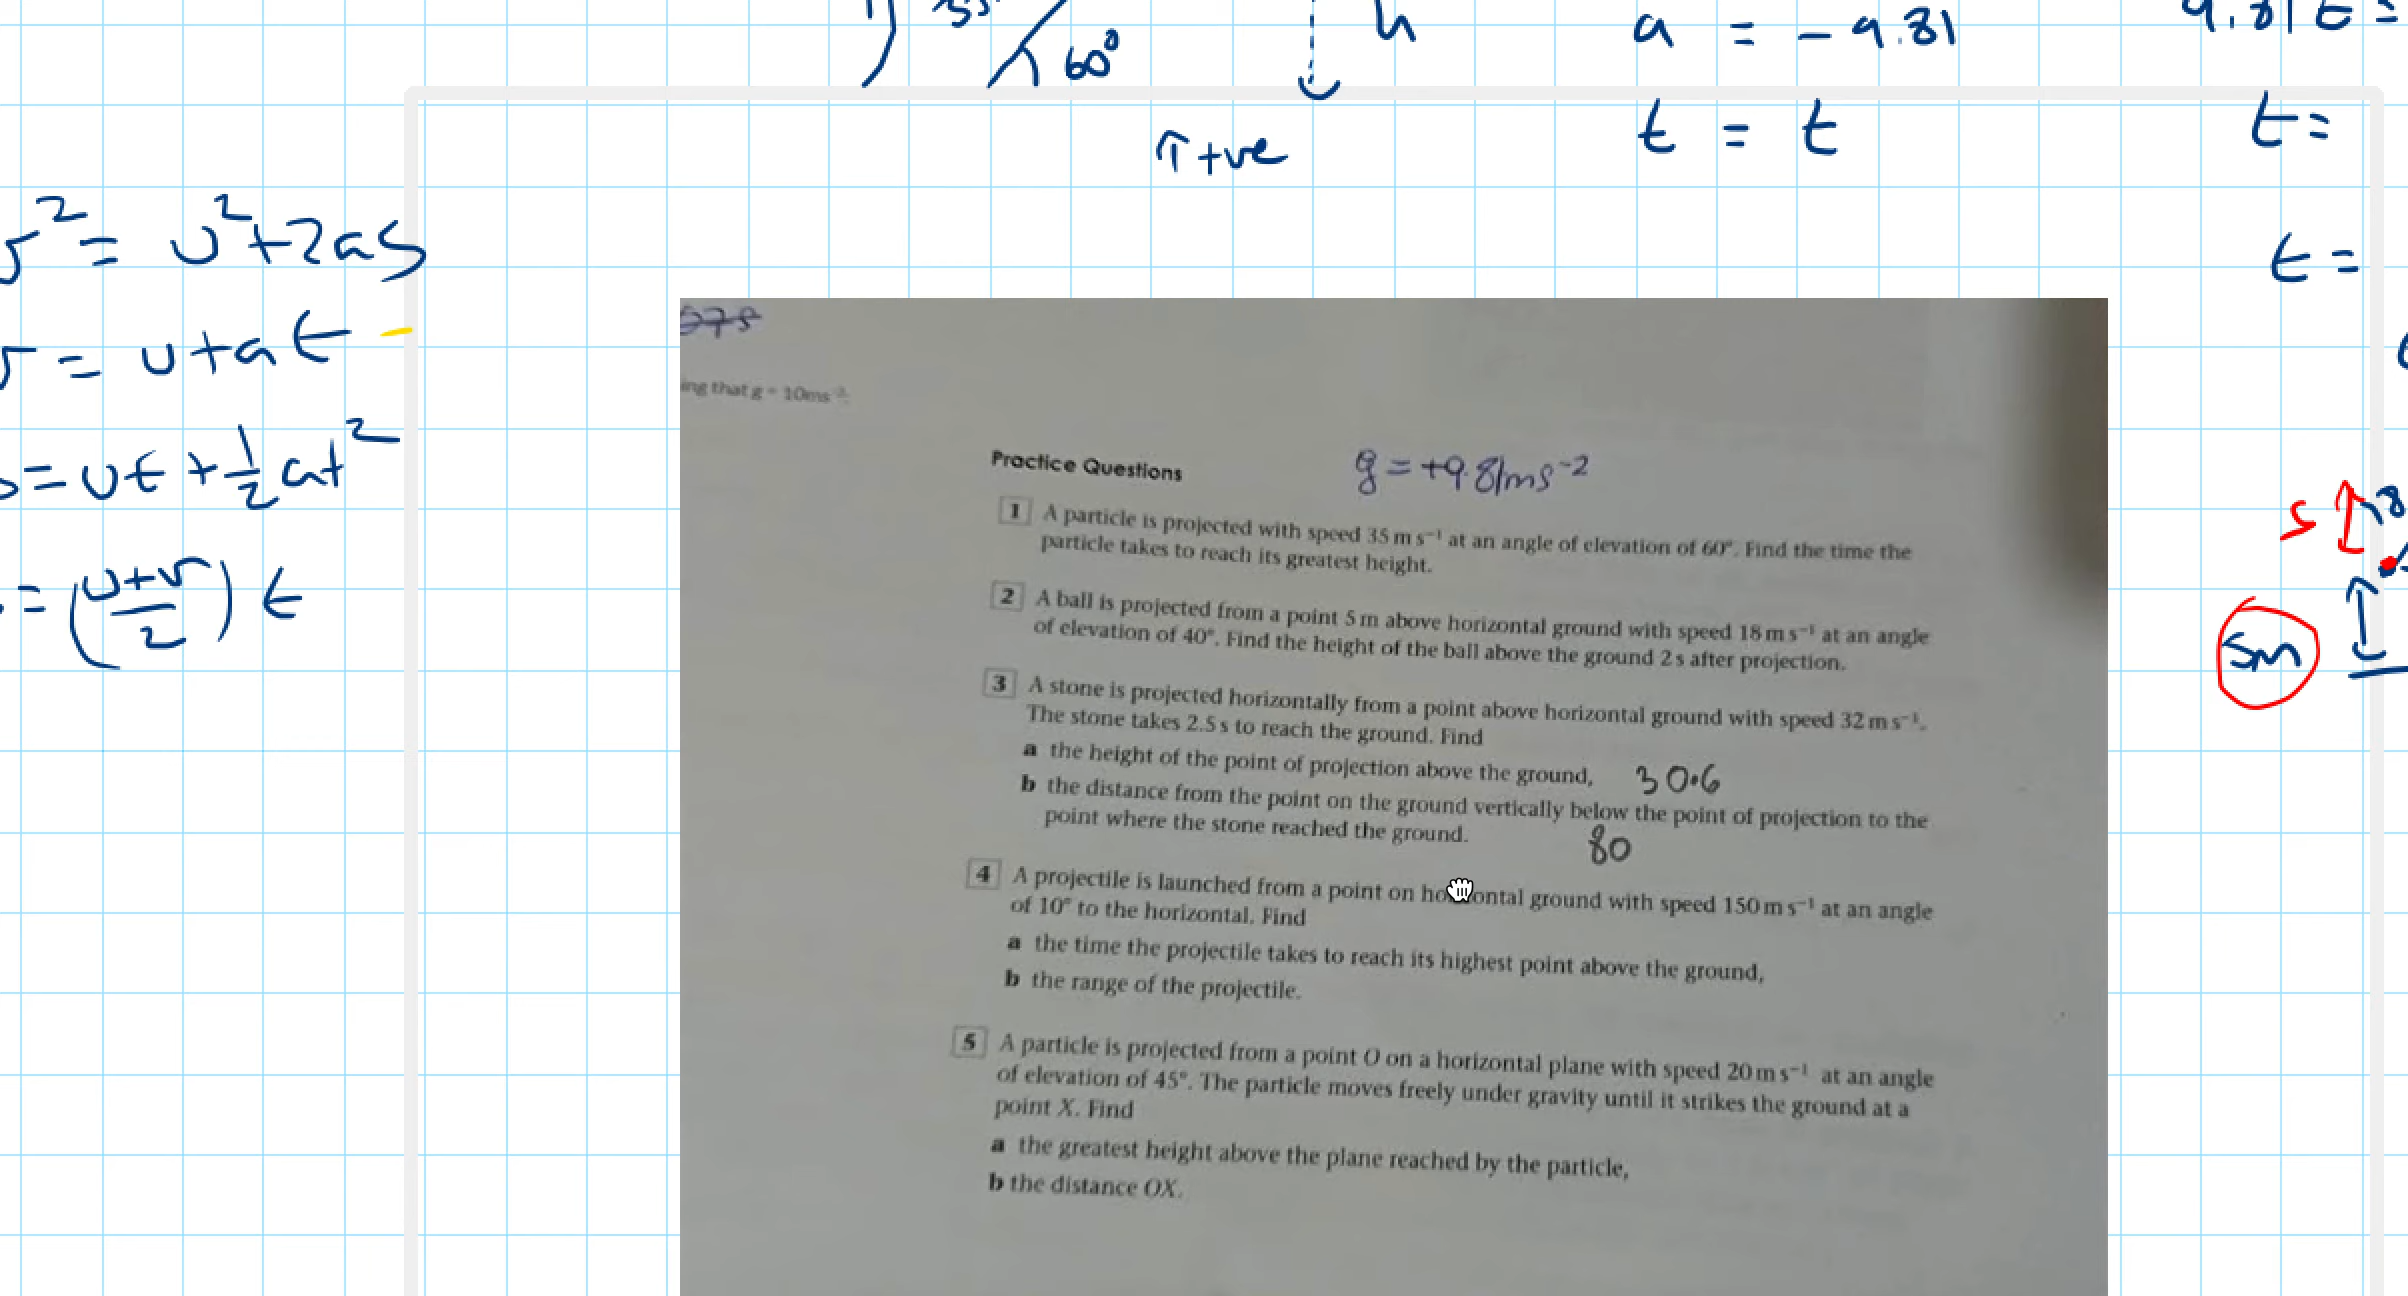 60°
h
a = -9.81
t = t
t =
↑+ve
t =
v² = u²+2as
v = u+at
s = ut + ½at²
= (u+v/2) t
ing that g = 10ms⁻².
Practice Questions
g = +9.81ms⁻²
1 A particle is projected with speed 35 m s⁻¹ at an angle of elevation of 60°. Find the time the
particle takes to reach its greatest height.
2 A ball is projected from a point 5 m above horizontal ground with speed 18 m s⁻¹ at an angle
of elevation of 40°. Find the height of the ball above the ground 2 s after projection.
3 A stone is projected horizontally from a point above horizontal ground with speed 32 m s⁻¹.
The stone takes 2.5 s to reach the ground. Find
a the height of the point of projection above the ground, 30.6
b the distance from the point on the ground vertically below the point of projection to the
point where the stone reached the ground.
80
4 A projectile is launched from a point on horizontal ground with speed 150 m s⁻¹ at an angle
of 10° to the horizontal. Find
a the time the projectile takes to reach its highest point above the ground,
b the range of the projectile.
5 A particle is projected from a point O on a horizontal plane with speed 20 m s⁻¹ at an angle
of elevation of 45°. The particle moves freely under gravity until it strikes the ground at a
point X. Find
a the greatest height above the plane reached by the particle,
b the distance OX.
s
5m